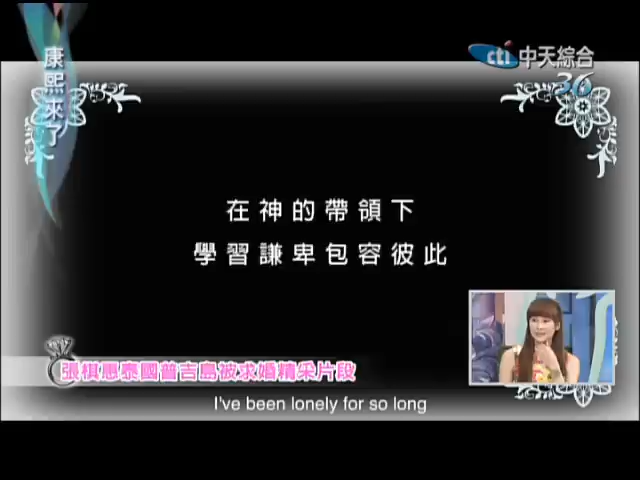 康熙來了
cti 中天綜合
36
在神的帶領下
學習謙卑包容彼此
張棋惠泰國普吉島被求婚精采片段
I've been lonely for so long